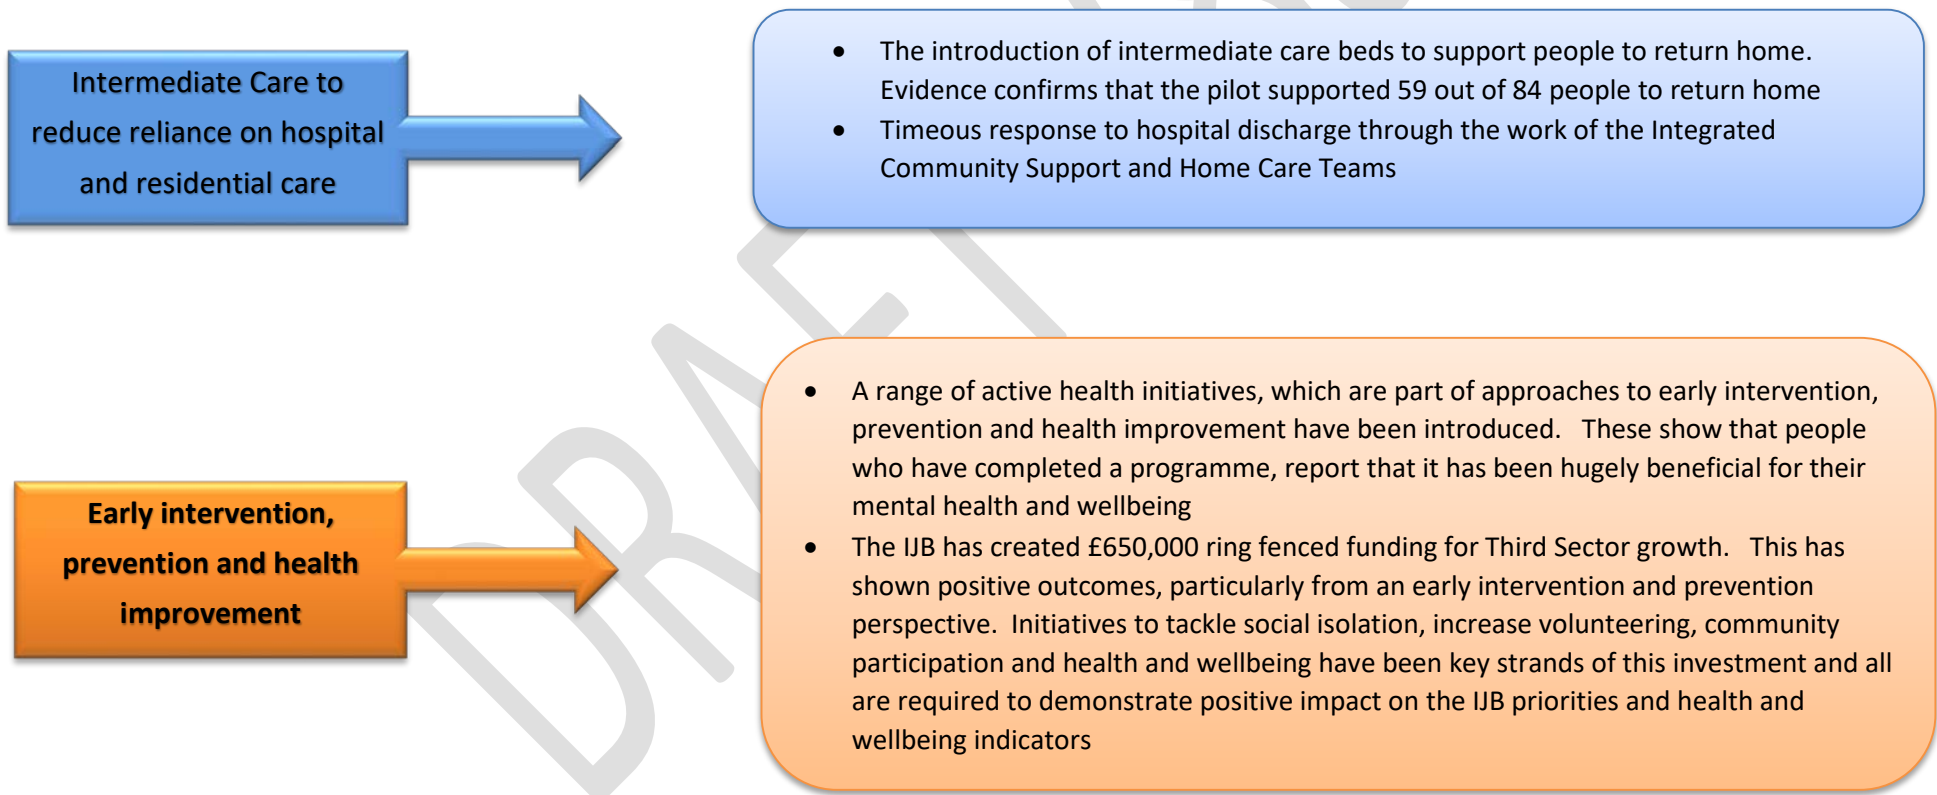 Intermediate Care to
reduce reliance on hospital
and residential care
• The introduction of intermediate care beds to support people to return home.
Evidence confirms that the pilot supported 59 out of 84 people to return home
• Timeous response to hospital discharge through the work of the Integrated
Community Support and Home Care Teams
Early intervention,
prevention and health
improvement
• A range of active health initiatives, which are part of approaches to early intervention,
prevention and health improvement have been introduced.   These show that people
who have completed a programme, report that it has been hugely beneficial for their
mental health and wellbeing
• The IJB has created £650,000 ring fenced funding for Third Sector growth.   This has
shown positive outcomes, particularly from an early intervention and prevention
perspective.  Initiatives to tackle social isolation, increase volunteering, community
participation and health and wellbeing have been key strands of this investment and all
are required to demonstrate positive impact on the IJB priorities and health and
wellbeing indicators
DRAFT